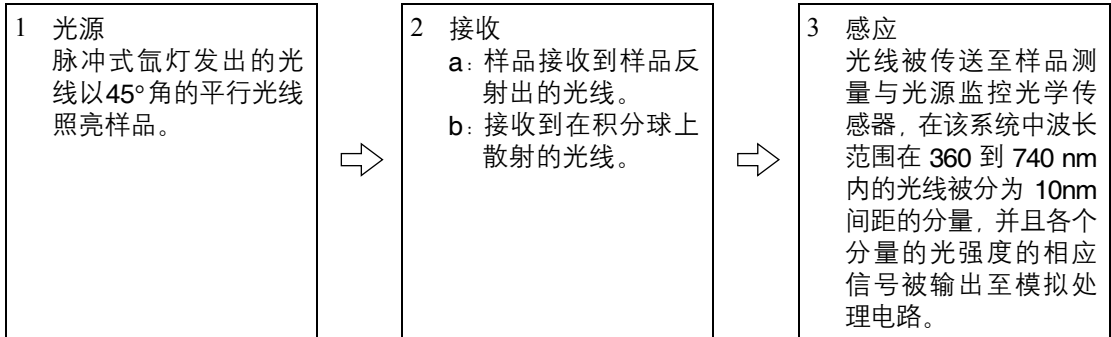 1 光源
脉冲式氙灯发出的光
线以45°角的平行光线
照亮样品。
2 接收
a: 样品接收到样品反
射出的光线。
b: 接收到在积分球上
散射的光线。
3 感应
光线被传送至样品测
量与光源监控光学传
感器, 在该系统中波长
范围在 360 到 740 nm
内的光线被分为 10nm
间距的分量, 并且各个
分量的光强度的相应
信号被输出至模拟处
理电路。